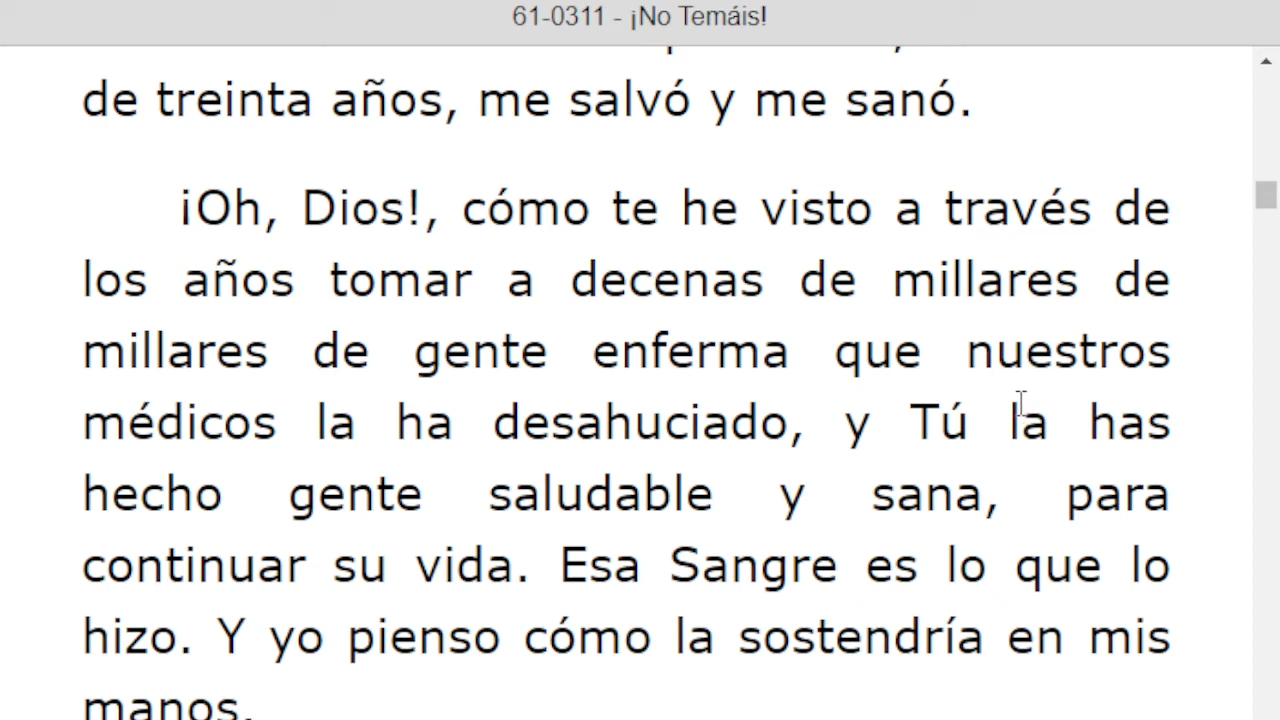 61-0311 - ¡No Temáis!
de treinta años, me salvó y me sanó.
¡Oh, Dios!, cómo te he visto a través de
los años tomar a decenas de millares de
millares de gente enferma que nuestros
médicos la ha desahuciado, y Tú la has
hecho gente saludable y sana, para
continuar su vida. Esa Sangre es lo que lo
hizo. Y yo pienso cómo la sostendría en mis
manos.